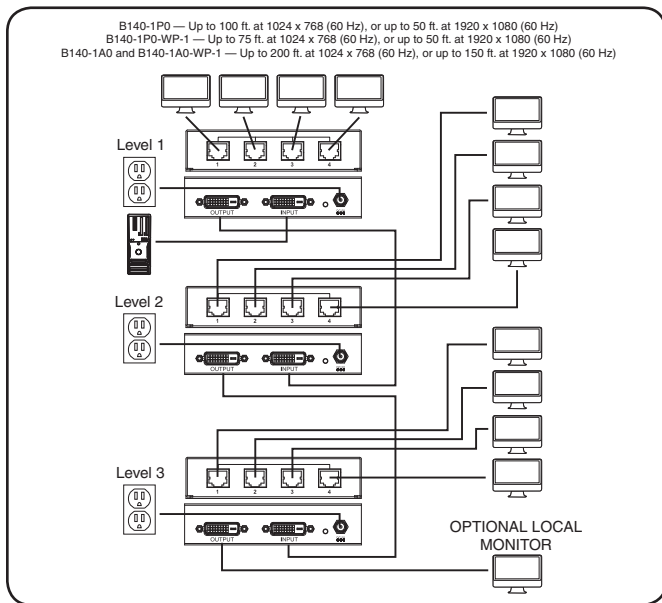 B140-1P0 — Up to 100 ft. at 1024 x 768 (60 Hz), or up to 50 ft. at 1920 x 1080 (60 Hz)
B140-1P0-WP-1 — Up to 75 ft. at 1024 x 768 (60 Hz), or up to 50 ft. at 1920 x 1080 (60 Hz)
B140-1A0 and B140-1A0-WP-1 — Up to 200 ft. at 1024 x 768 (60 Hz), or up to 150 ft. at 1920 x 1080 (60 Hz)
Level 1
1 2 3 4
OUTPUT INPUT
Level 2
1 2 3 4
OUTPUT INPUT
Level 3
1 2 3 4
OUTPUT INPUT
OPTIONAL LOCAL
MONITOR